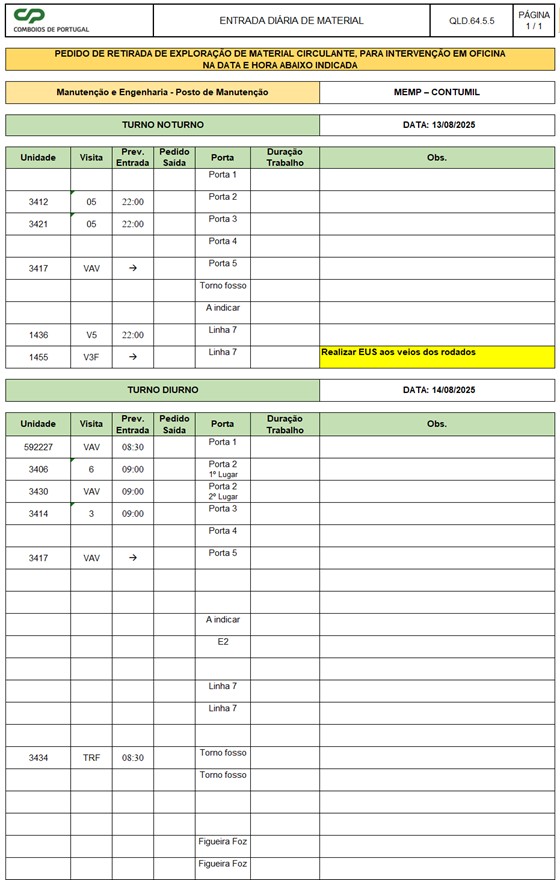 CP
COMBOIOS DE PORTUGAL
ENTRADA DIÁRIA DE MATERIAL
QLD.64.5.5
PÁGINA
1 / 1
PEDIDO DE RETIRADA DE EXPLORAÇÃO DE MATERIAL CIRCULANTE, PARA INTERVENÇÃO EM OFICINA
NA DATA E HORA ABAIXO INDICADA
Manutenção e Engenharia - Posto de Manutenção MEMP – CONTUMIL
TURNO NOTURNO DATA: 13/08/2025
Unidade Visita Prev. Entrada Pedido Saída Porta Duração Trabalho Obs.
Porta 1
3412 05 22:00 Porta 2
3421 05 22:00 Porta 3
Porta 4
3417 VAV → Porta 5
Torno fosso
A indicar
1436 V5 22:00 Linha 7
1455 V3F → Linha 7 Realizar EUS aos veios dos rodados
TURNO DIURNO DATA: 14/08/2025
Unidade Visita Prev. Entrada Pedido Saída Porta Duração Trabalho Obs.
592227 VAV 08:30 Porta 1
3406 6 09:00 Porta 2 1º Lugar
3430 VAV 09:00 Porta 2 2º Lugar
3414 3 09:00 Porta 3
Porta 4
3417 VAV → Porta 5
A indicar
E2
Linha 7
Linha 7
3434 TRF 08:30 Torno fosso
Torno fosso
Figueira Foz
Figueira Foz